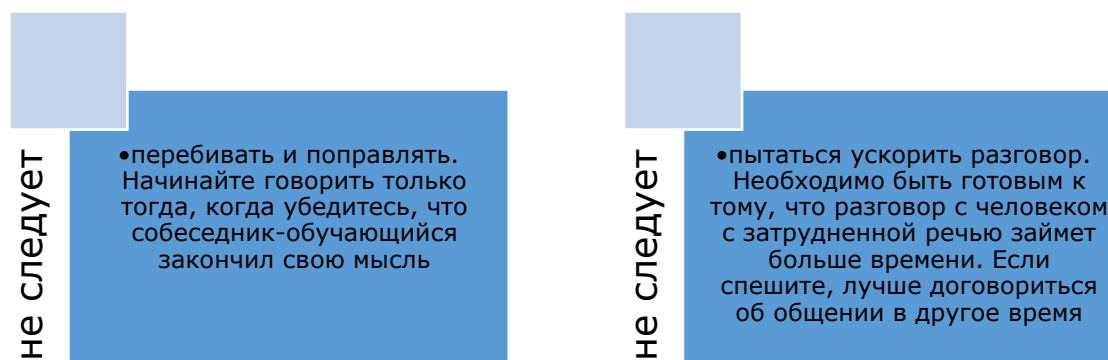 не следует
•перебивать и поправлять.
Начинайте говорить только
тогда, когда убедитесь, что
собеседник-обучающийся
закончил свою мысль
не следует
•пытаться ускорить разговор.
Необходимо быть готовым к
тому, что разговор с человеком
с затрудненной речью займет
больше времени. Если
спешите, лучше договориться
об общении в другое время